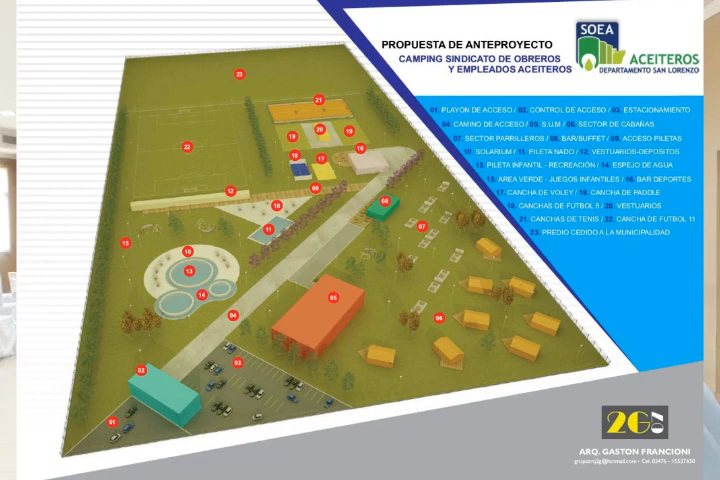 PROPUESTA DE ANTEPROYECTO
CAMPING SINDICATO DE OBREROS
Y EMPLEADOS ACEITEROS
SOEA
ACEITEROS
DEPARTAMENTO SAN LORENZO
01. PLAYÓN DE ACCESO / 02. CONTROL DE ACCESO / 03. ESTACIONAMIENTO
04. CAMINO DE ACCESO / 05. S.U.M / 06. SECTOR DE CABAÑAS
07. SECTOR PARRILLEROS / 08. BAR/BUFFET / 09. ACCESO PILETAS
10. SOLARIUM / 11. PILETA NADO / 12. VESTUARIOS-DEPOSITOS
13. PILETA INFANTIL - RECREACIÓN / 14. ESPEJO DE AGUA
15. AREA VERDE - JUEGOS INFANTILES / 16. BAR DEPORTES
17. CANCHA DE VOLEY / 18. CANCHA DE PADDLE
19. CANCHAS DE FUTBOL 5 / 20. VESTUARIOS
21. CANCHAS DE TENIS / 22. CANCHA DE FUTBOL 11
23. PREDIO CEDIDO A LA MUNICIPALIDAD
23
21
20
19
19
22
18
17
16
12
09
10
08
11
07
15
10
13
14
05
04
06
03
02
01
2G
ARQ. GASTON FRANCIONI